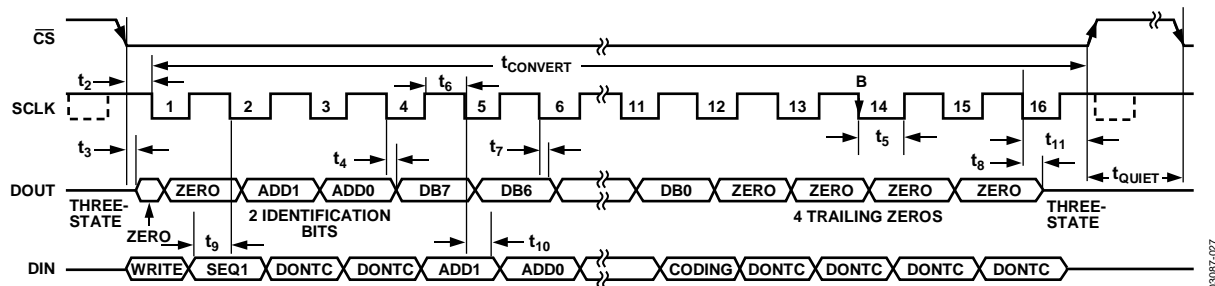 CS
t2
tCONVERT
t6
B
SCLK
1 2 3 4 5 6 11 12 13 14 15 16
t3
t4
t7
t5
t8
t11
tQUIET
DOUT
ZERO ADD1 ADD0 DB7 DB6 DB0 ZERO ZERO ZERO ZERO
THREE-
STATE
ZERO
2 IDENTIFICATION
BITS
4 TRAILING ZEROS
THREE-
STATE
t9
t10
DIN
WRITE SEQ1 DONTC DONTC ADD1 ADD0 CODING DONTC DONTC DONTC DONTC
03087-027